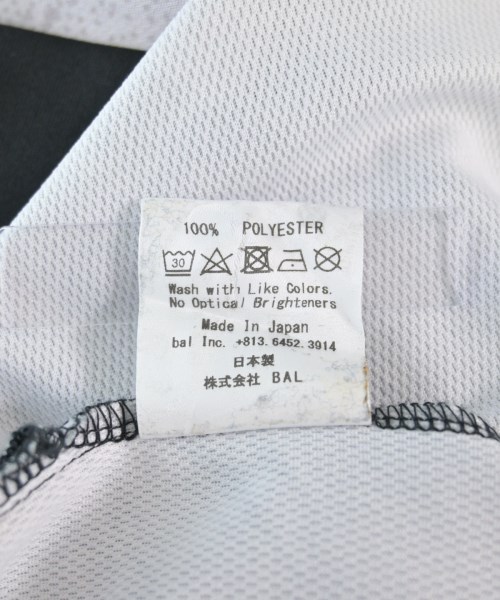 100% POLYESTER
30
Wash with Like Colors.
No Optical Brighteners
Made In Japan
bal Inc. +813.6452.3914
日本製
株式会社 BAL